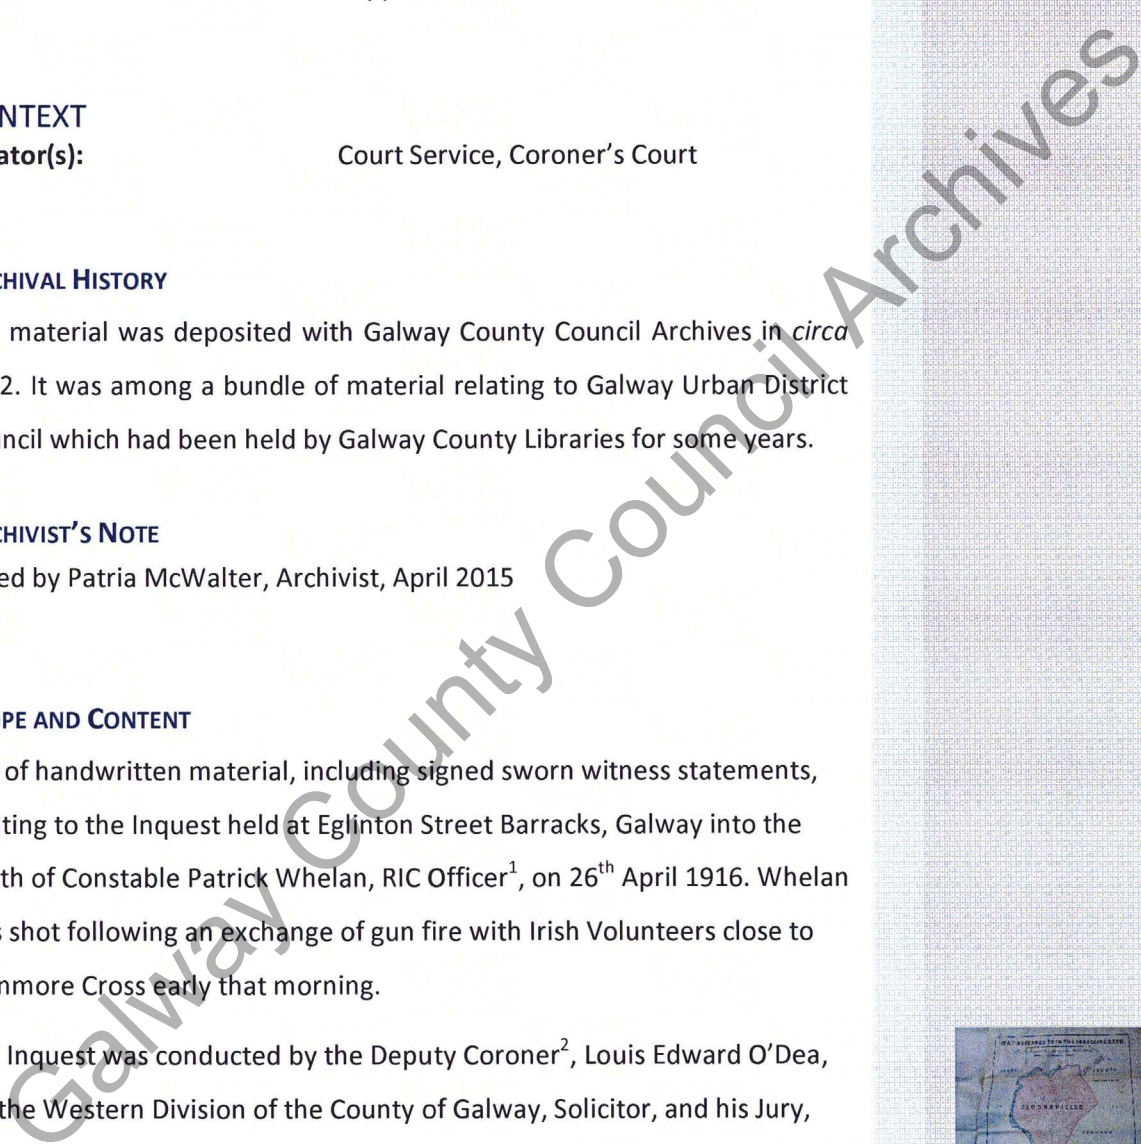 NTEXT
ator(s): Court Service, Coroner's Court
CHIVAL HISTORY
material was deposited with Galway County Council Archives in circa
2. It was among a bundle of material relating to Galway Urban District
uncil which had been held by Galway County Libraries for some years.
CHIVIST'S NOTE
ed by Patria McWalter, Archivist, April 2015
PE AND CONTENT
of handwritten material, including signed sworn witness statements,
ting to the Inquest held at Eglinton Street Barracks, Galway into the
th of Constable Patrick Whelan, RIC Officer1, on 26th April 1916. Whelan
s shot following an exchange of gun fire with Irish Volunteers close to
nmore Cross early that morning.
Inquest was conducted by the Deputy Coroner2, Louis Edward O'Dea,
the Western Division of the County of Galway, Solicitor, and his Jury,
Galway County Council Archives